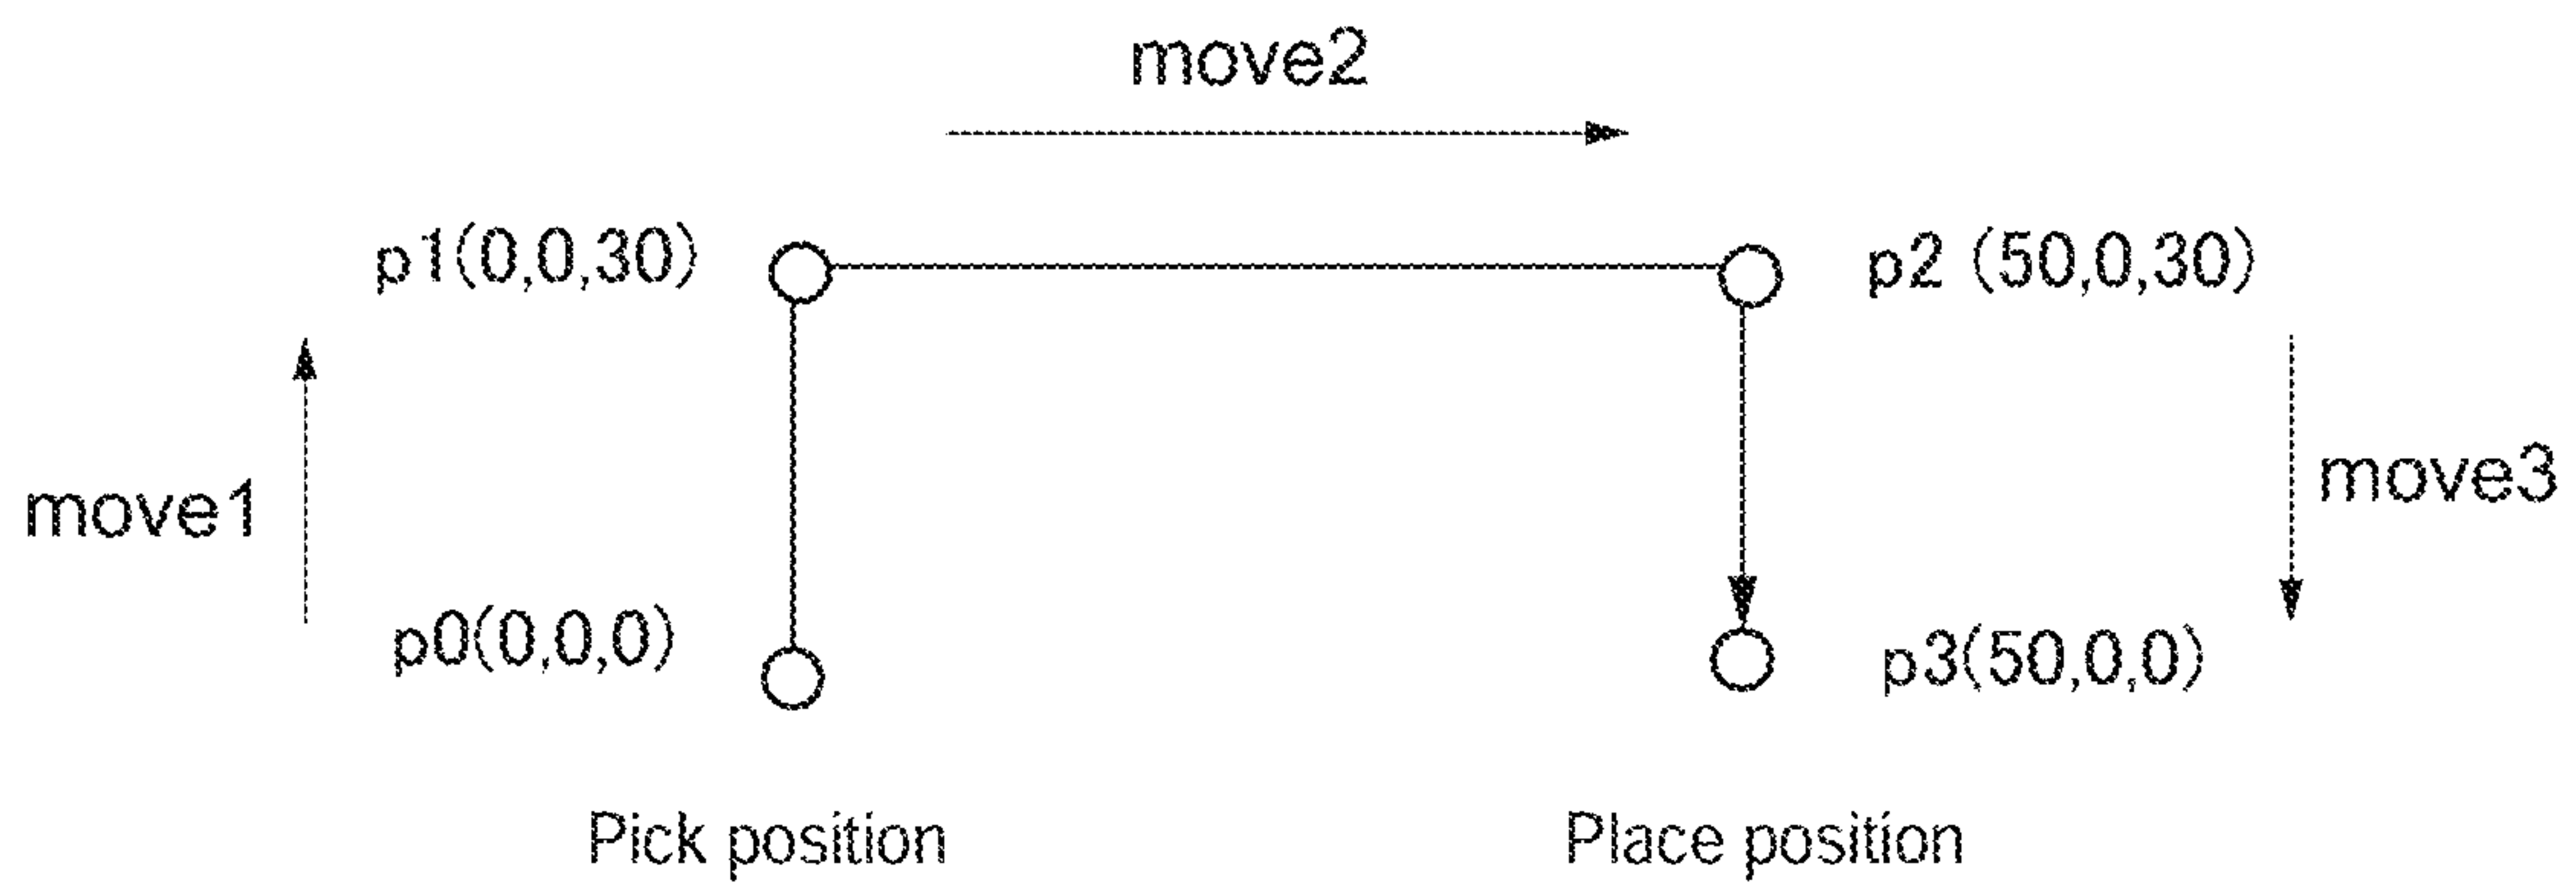 move2
p1(0,0,30)
p2 (50,0,30)
move1
move3
p0(0,0,0)
p3(50,0,0)
Pick position
Place position